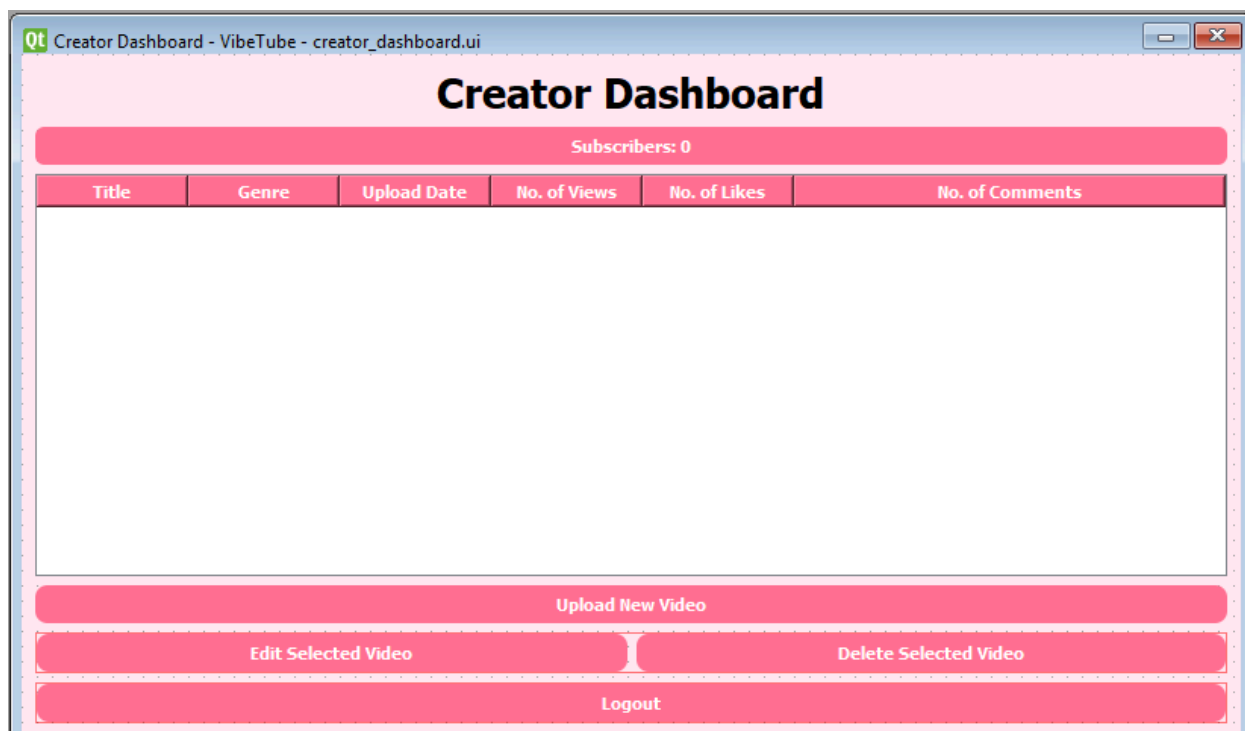 Qt Creator Dashboard - VibeTube - creator_dashboard.ui
Creator Dashboard
Subscribers: 0
Title Genre Upload Date No. of Views No. of Likes No. of Comments
Upload New Video
Edit Selected Video Delete Selected Video
Logout